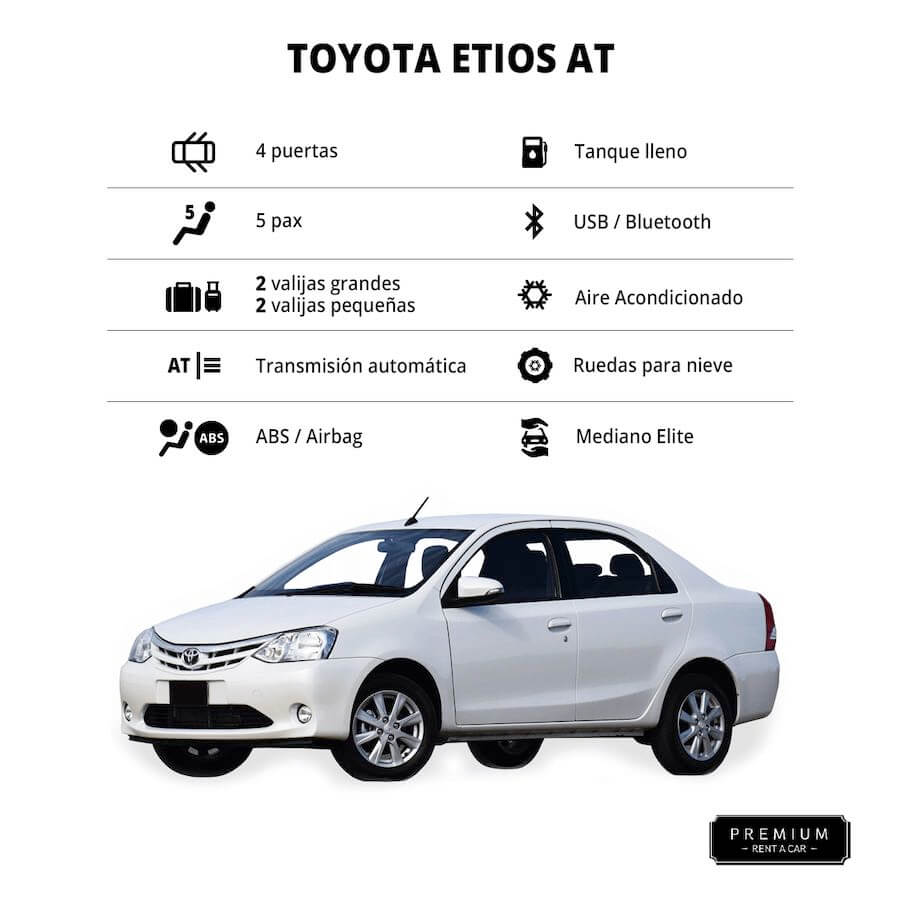 TOYOTA ETIOS AT
4 puertas
Tanque lleno
5
5 pax
USB / Bluetooth
2 valijas grandes
2 valijas pequeñas
Aire Acondicionado
AT
Transmisión automática
Ruedas para nieve
ABS
ABS / Airbag
Mediano Elite
PREMIUM
- RENT A CAR -